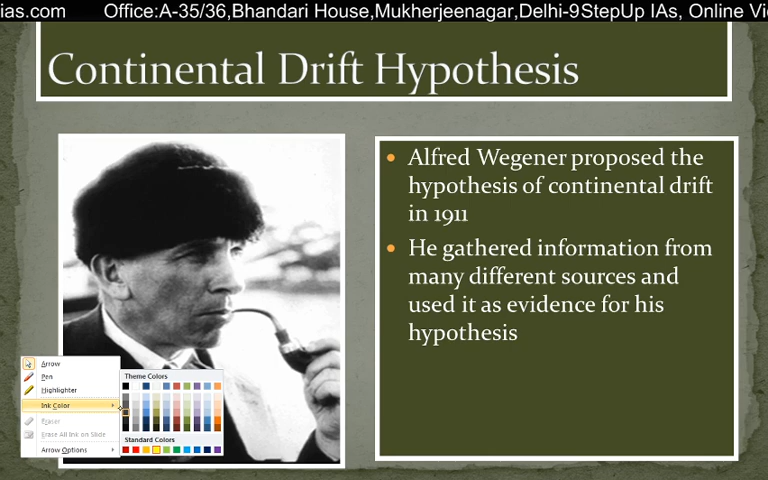 ias.com Office:A-35/36,Bhandari House,Mukherjeenagar,Delhi-9StepUp IAs, Online Vi
Continental Drift Hypothesis
Alfred Wegener proposed the
hypothesis of continental drift
in 1911
He gathered information from
many different sources and
used it as evidence for his
hypothesis
Arrow
Pen
Highlighter
Ink Color
Eraser
Erase All Ink on Slide
Arrow Options
Theme Colors
Standard Colors